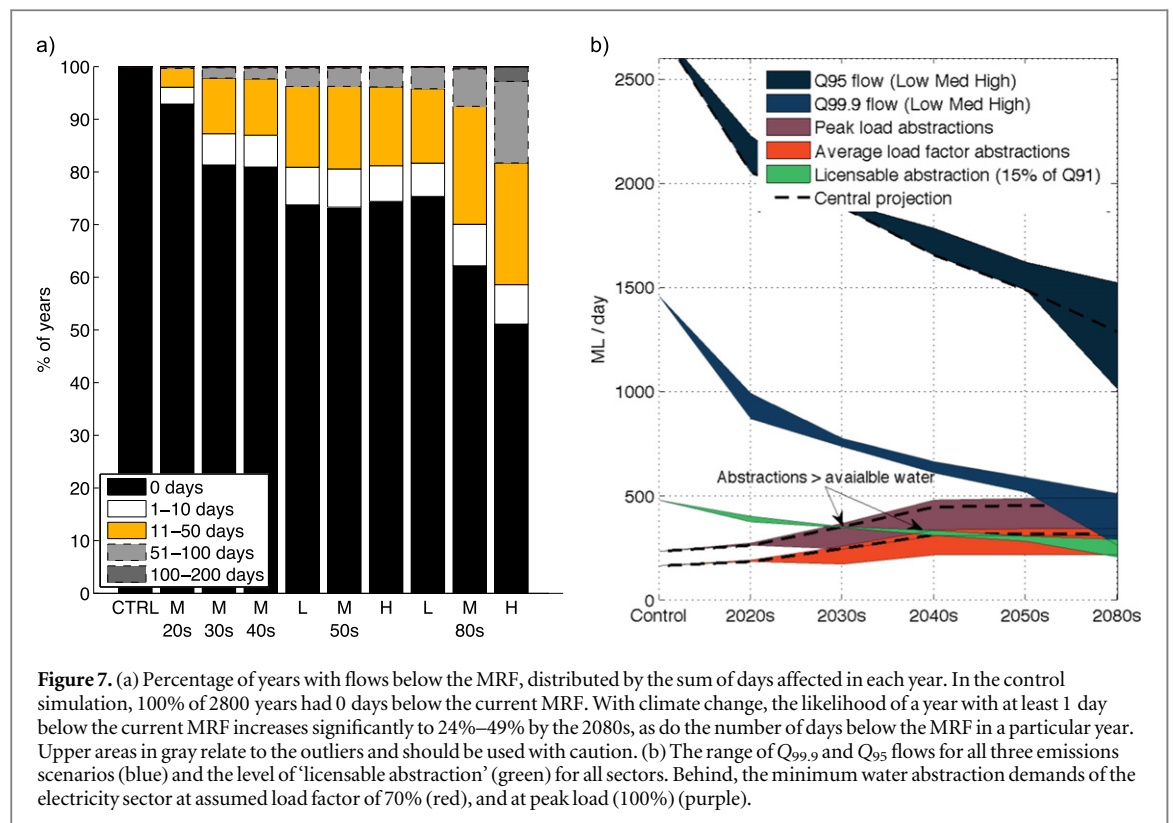 a)
100
90
80
70
60
50
40
30
20
10
0
% of years
0 days
1–10 days
11–50 days
51–100 days
100–200 days
CTRL M M M L M H L M H
20s 30s 40s 50s 80s
b)
2500
2000
1500
1000
500
0
ML / day
Q95 flow (Low Med High)
Q99.9 flow (Low Med High)
Peak load abstractions
Average load factor abstractions
Licensable abstraction (15% of Q91)
Central projection
Abstractions > avaialble water
Control 2020s 2030s 2040s 2050s 2080s
Figure 7. (a) Percentage of years with flows below the MRF, distributed by the sum of days affected in each year. In the control
simulation, 100% of 2800 years had 0 days below the current MRF. With climate change, the likelihood of a year with at least 1 day
below the current MRF increases significantly to 24%–49% by the 2080s, as do the number of days below the MRF in a particular year.
Upper areas in gray relate to the outliers and should be used with caution. (b) The range of Q99.9 and Q95 flows for all three emissions
scenarios (blue) and the level of ‘licensable abstraction’ (green) for all sectors. Behind, the minimum water abstraction demands of the
electricity sector at assumed load factor of 70% (red), and at peak load (100%) (purple).